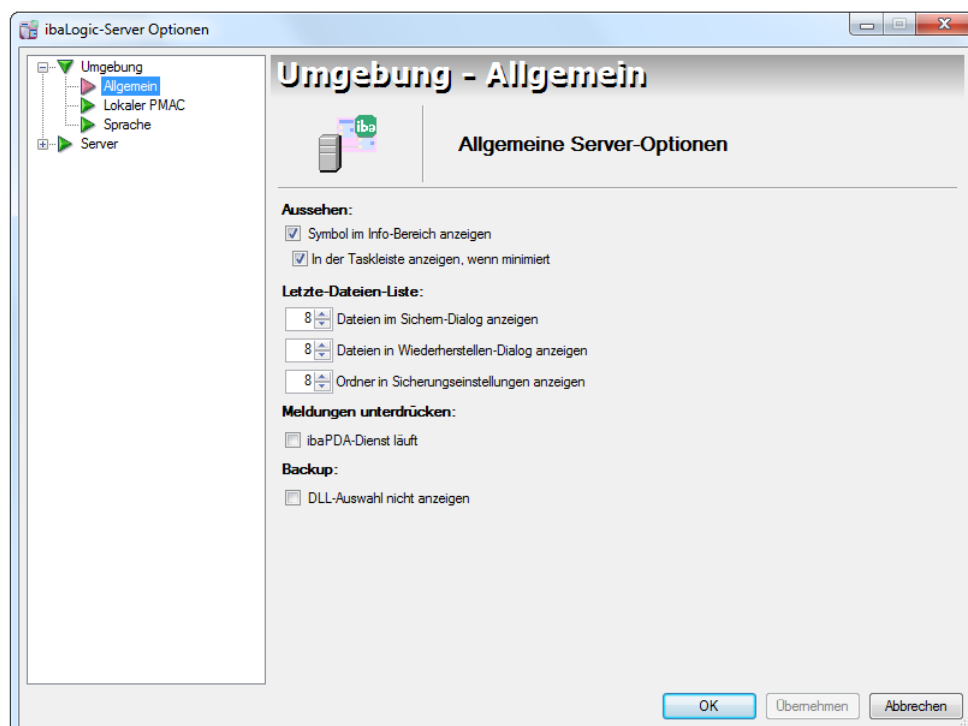 ibaLogic-Server Optionen
Umgebung
Allgemein
Lokaler PMAC
Sprache
Server
Umgebung - Allgemein
iba
Allgemeine Server-Optionen
Aussehen:
Symbol im Info-Bereich anzeigen
In der Taskleiste anzeigen, wenn minimiert
Letzte-Dateien-Liste:
8 Dateien im Sichern-Dialog anzeigen
8 Dateien in Wiederherstellen-Dialog anzeigen
8 Ordner in Sicherungseinstellungen anzeigen
Meldungen unterdrücken:
ibaPDA-Dienst läuft
Backup:
DLL-Auswahl nicht anzeigen
OK Übernehmen Abbrechen